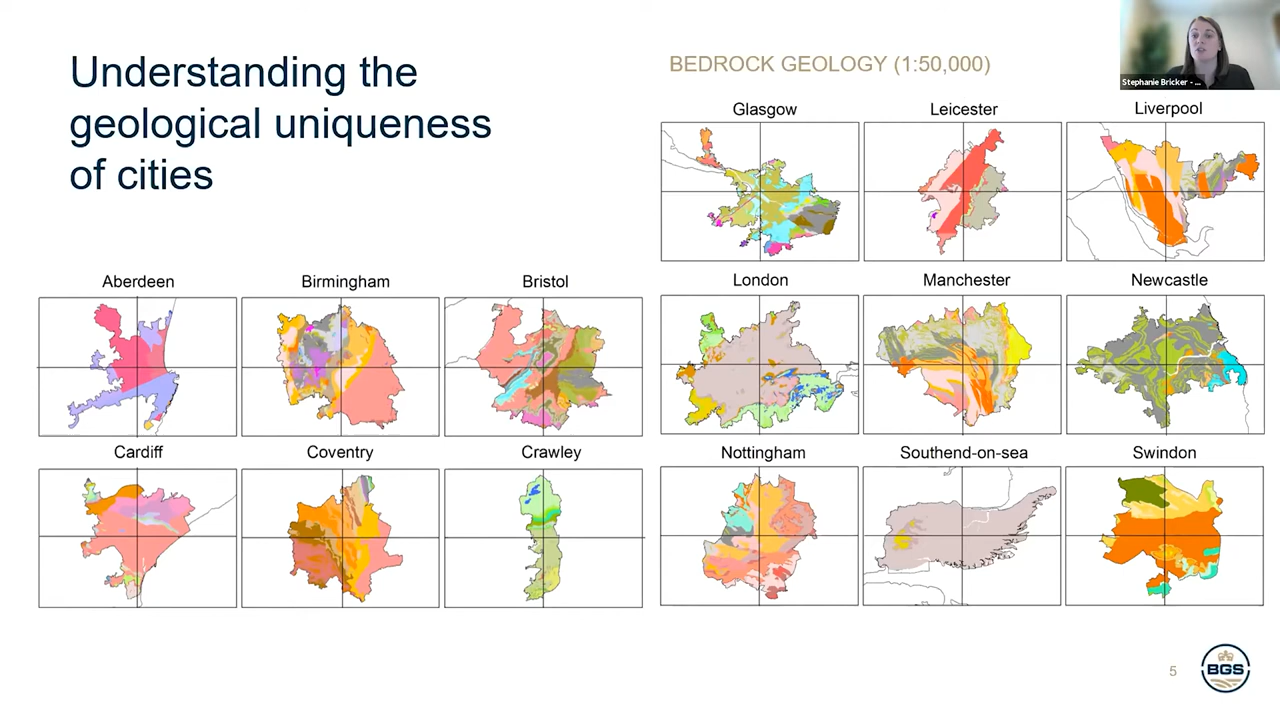 Understanding the
geological uniqueness
of cities
BEDROCK GEOLOGY (1:50,000)
Stephanie Bricker - ...
Glasgow
Leicester
Liverpool
Aberdeen
Birmingham
Bristol
London
Manchester
Newcastle
Cardiff
Coventry
Crawley
Nottingham
Southend-on-sea
Swindon
5
BGS